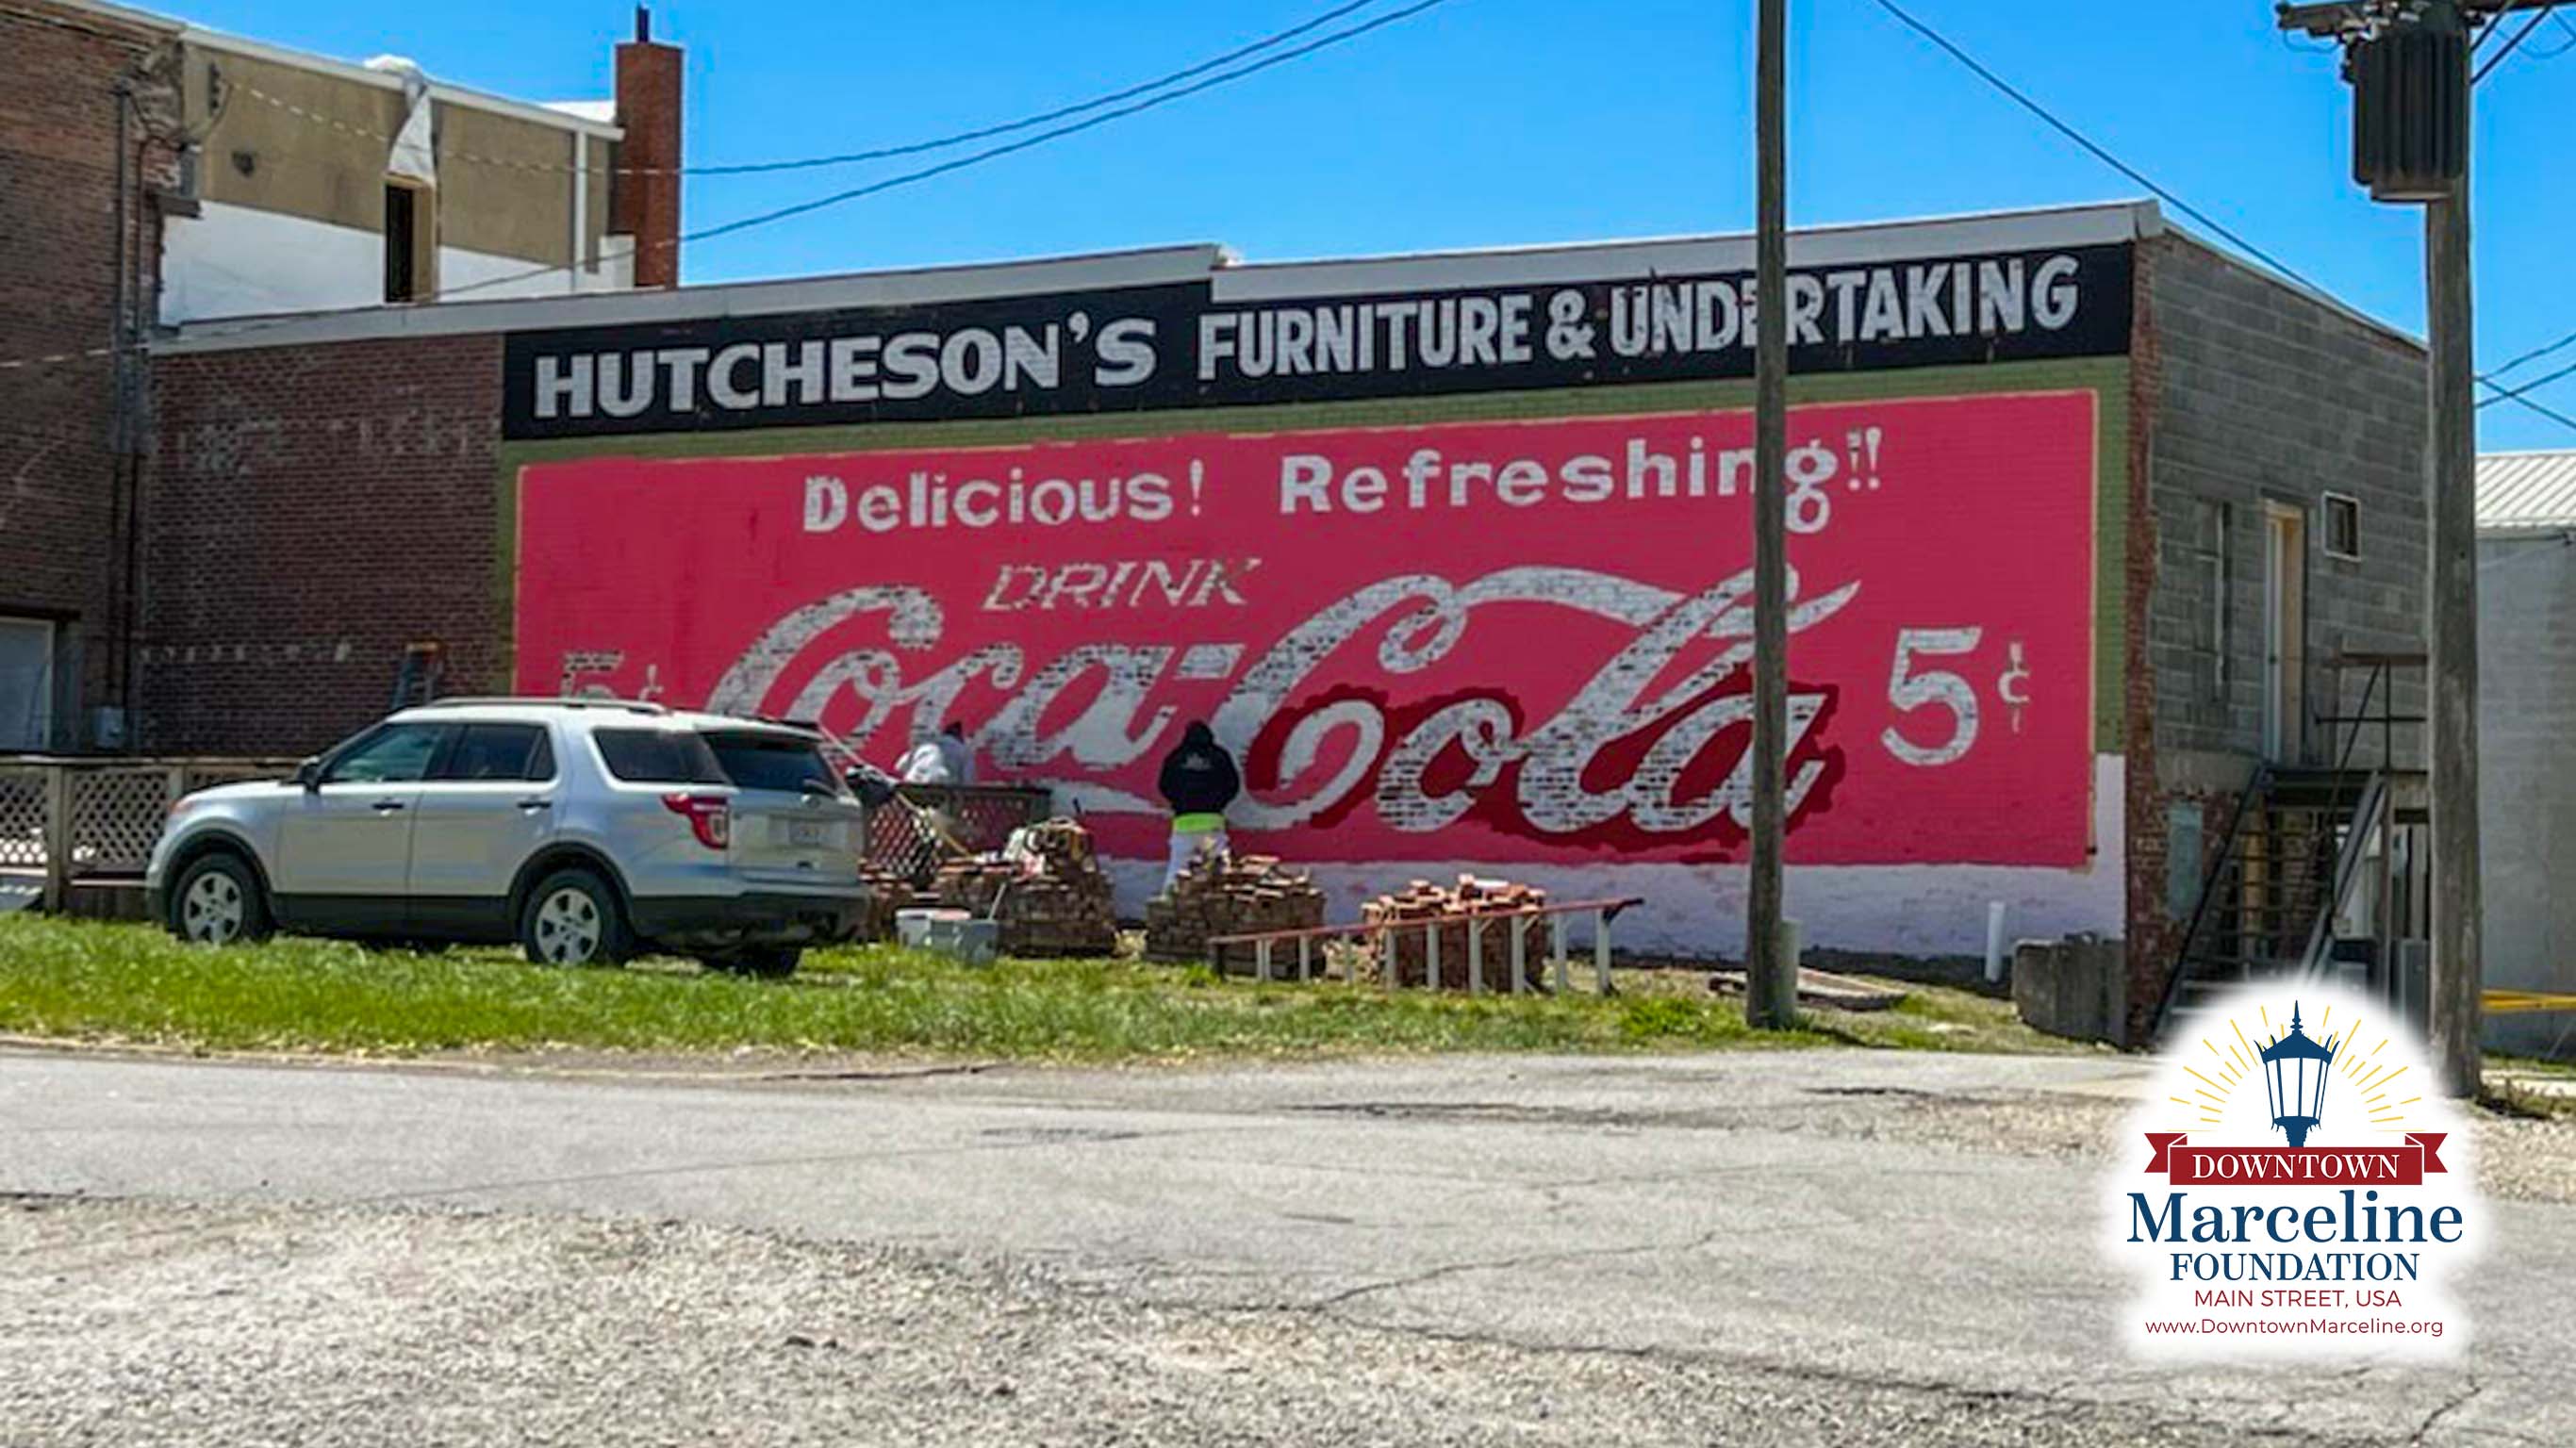 HUTCHESON'S FURNITURE & UNDERTAKING
Delicious! Refreshing!!
DRINK
Coca-Cola
5¢
5¢
DOWNTOWN
Marceline
FOUNDATION
MAIN STREET, USA
www.DowntownMarceline.org